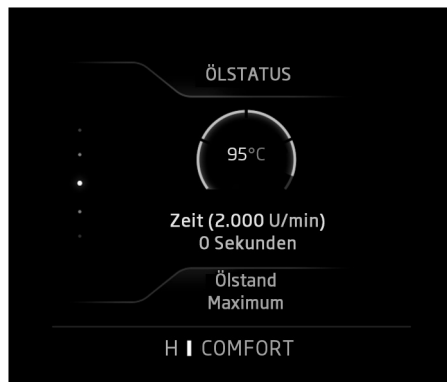 ÖLSTATUS
95°C
Zeit (2.000 U/min)
0 Sekunden
Ölstand
Maximum
H COMFORT